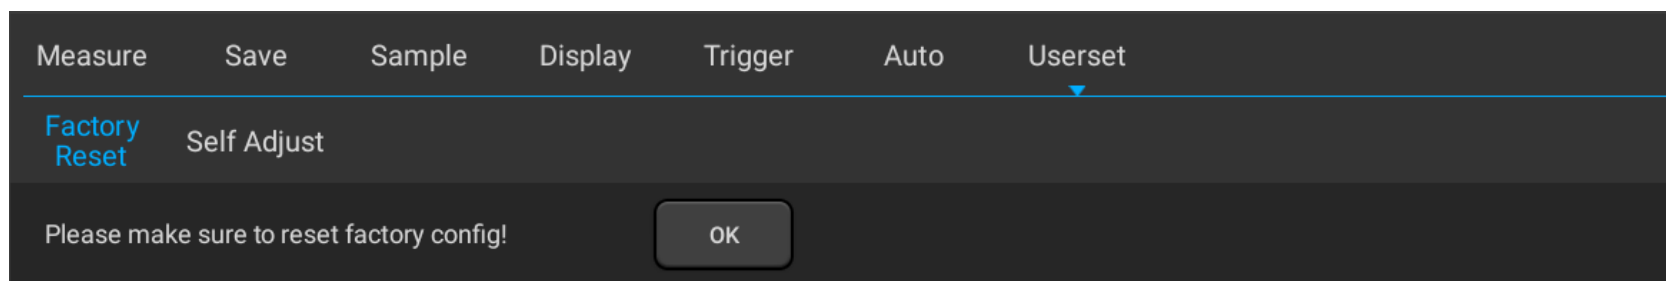 Measure Save Sample Display Trigger Auto Userset
Factory
Reset
Self Adjust
Please make sure to reset factory config!
OK